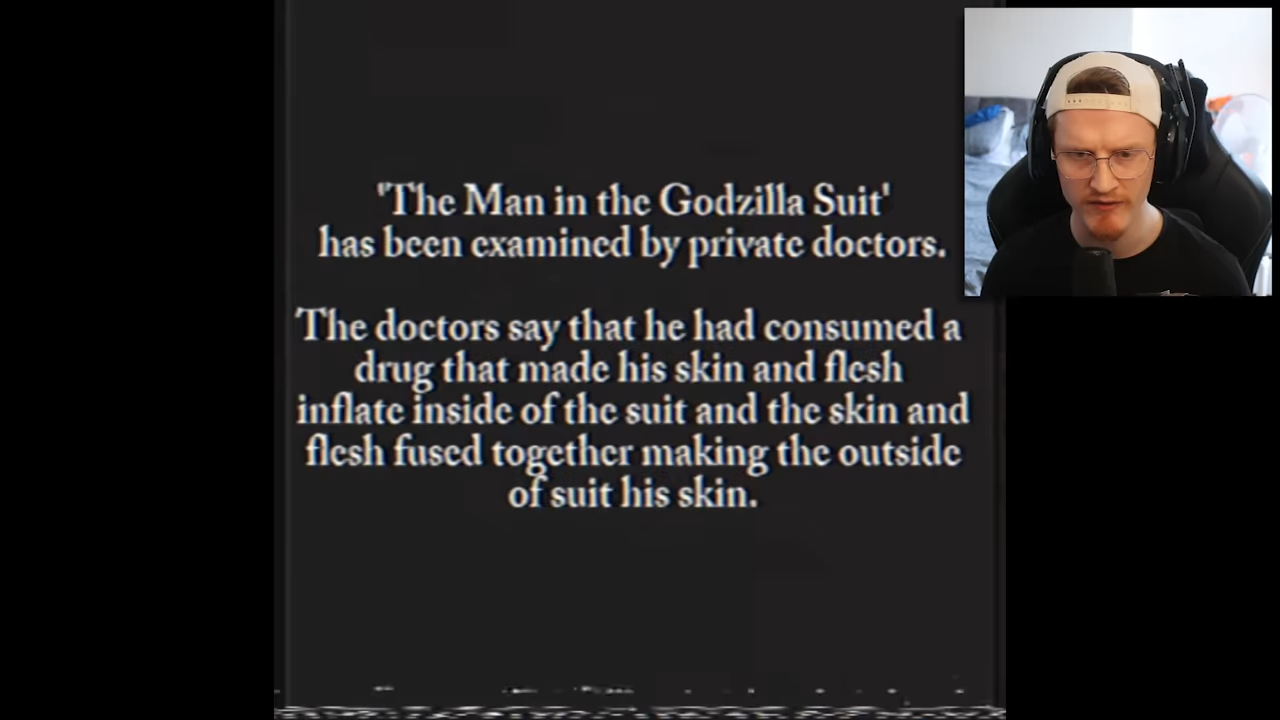 'The Man in the Godzilla Suit'
has been examined by private doctors.
The doctors say that he had consumed a
drug that made his skin and flesh
inflate inside of the suit and the skin and
flesh fused together making the outside
of suit his skin.